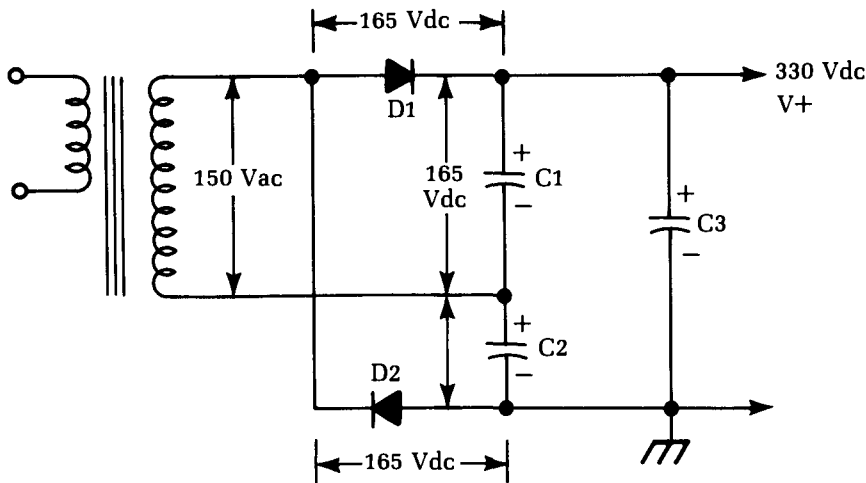 165 Vdc
330 Vdc
V+
D1
150 Vac
165
Vdc
+
C1
−
+
C3
−
+
C2
−
D2
165 Vdc